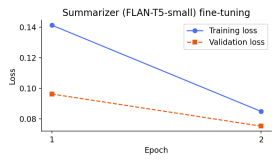 Summarizer (FLAN-T5-small) fine-tuning
Training loss
Validation loss
0.14
0.12
0.10
0.08
Loss
1
2
Epoch